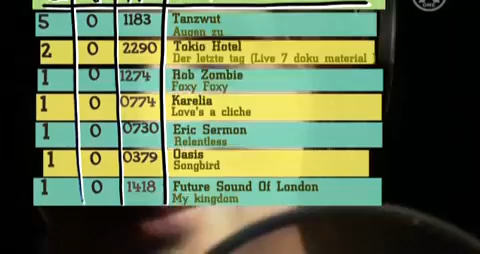 5 0 1183 Tanzwut
Augen zu
2 0 2290 Tokio Hotel
Der letzte tag (Live 7 doku material
1 0 1274 Rob Zombie
Foxy Foxy
1 0 0774 Karelia
Love's a cliche
1 0 0730 Eric Sermon
Relentless
1 0 0379 Oasis
Songbird
1 0 1418 Future Sound Of London
My kingdom